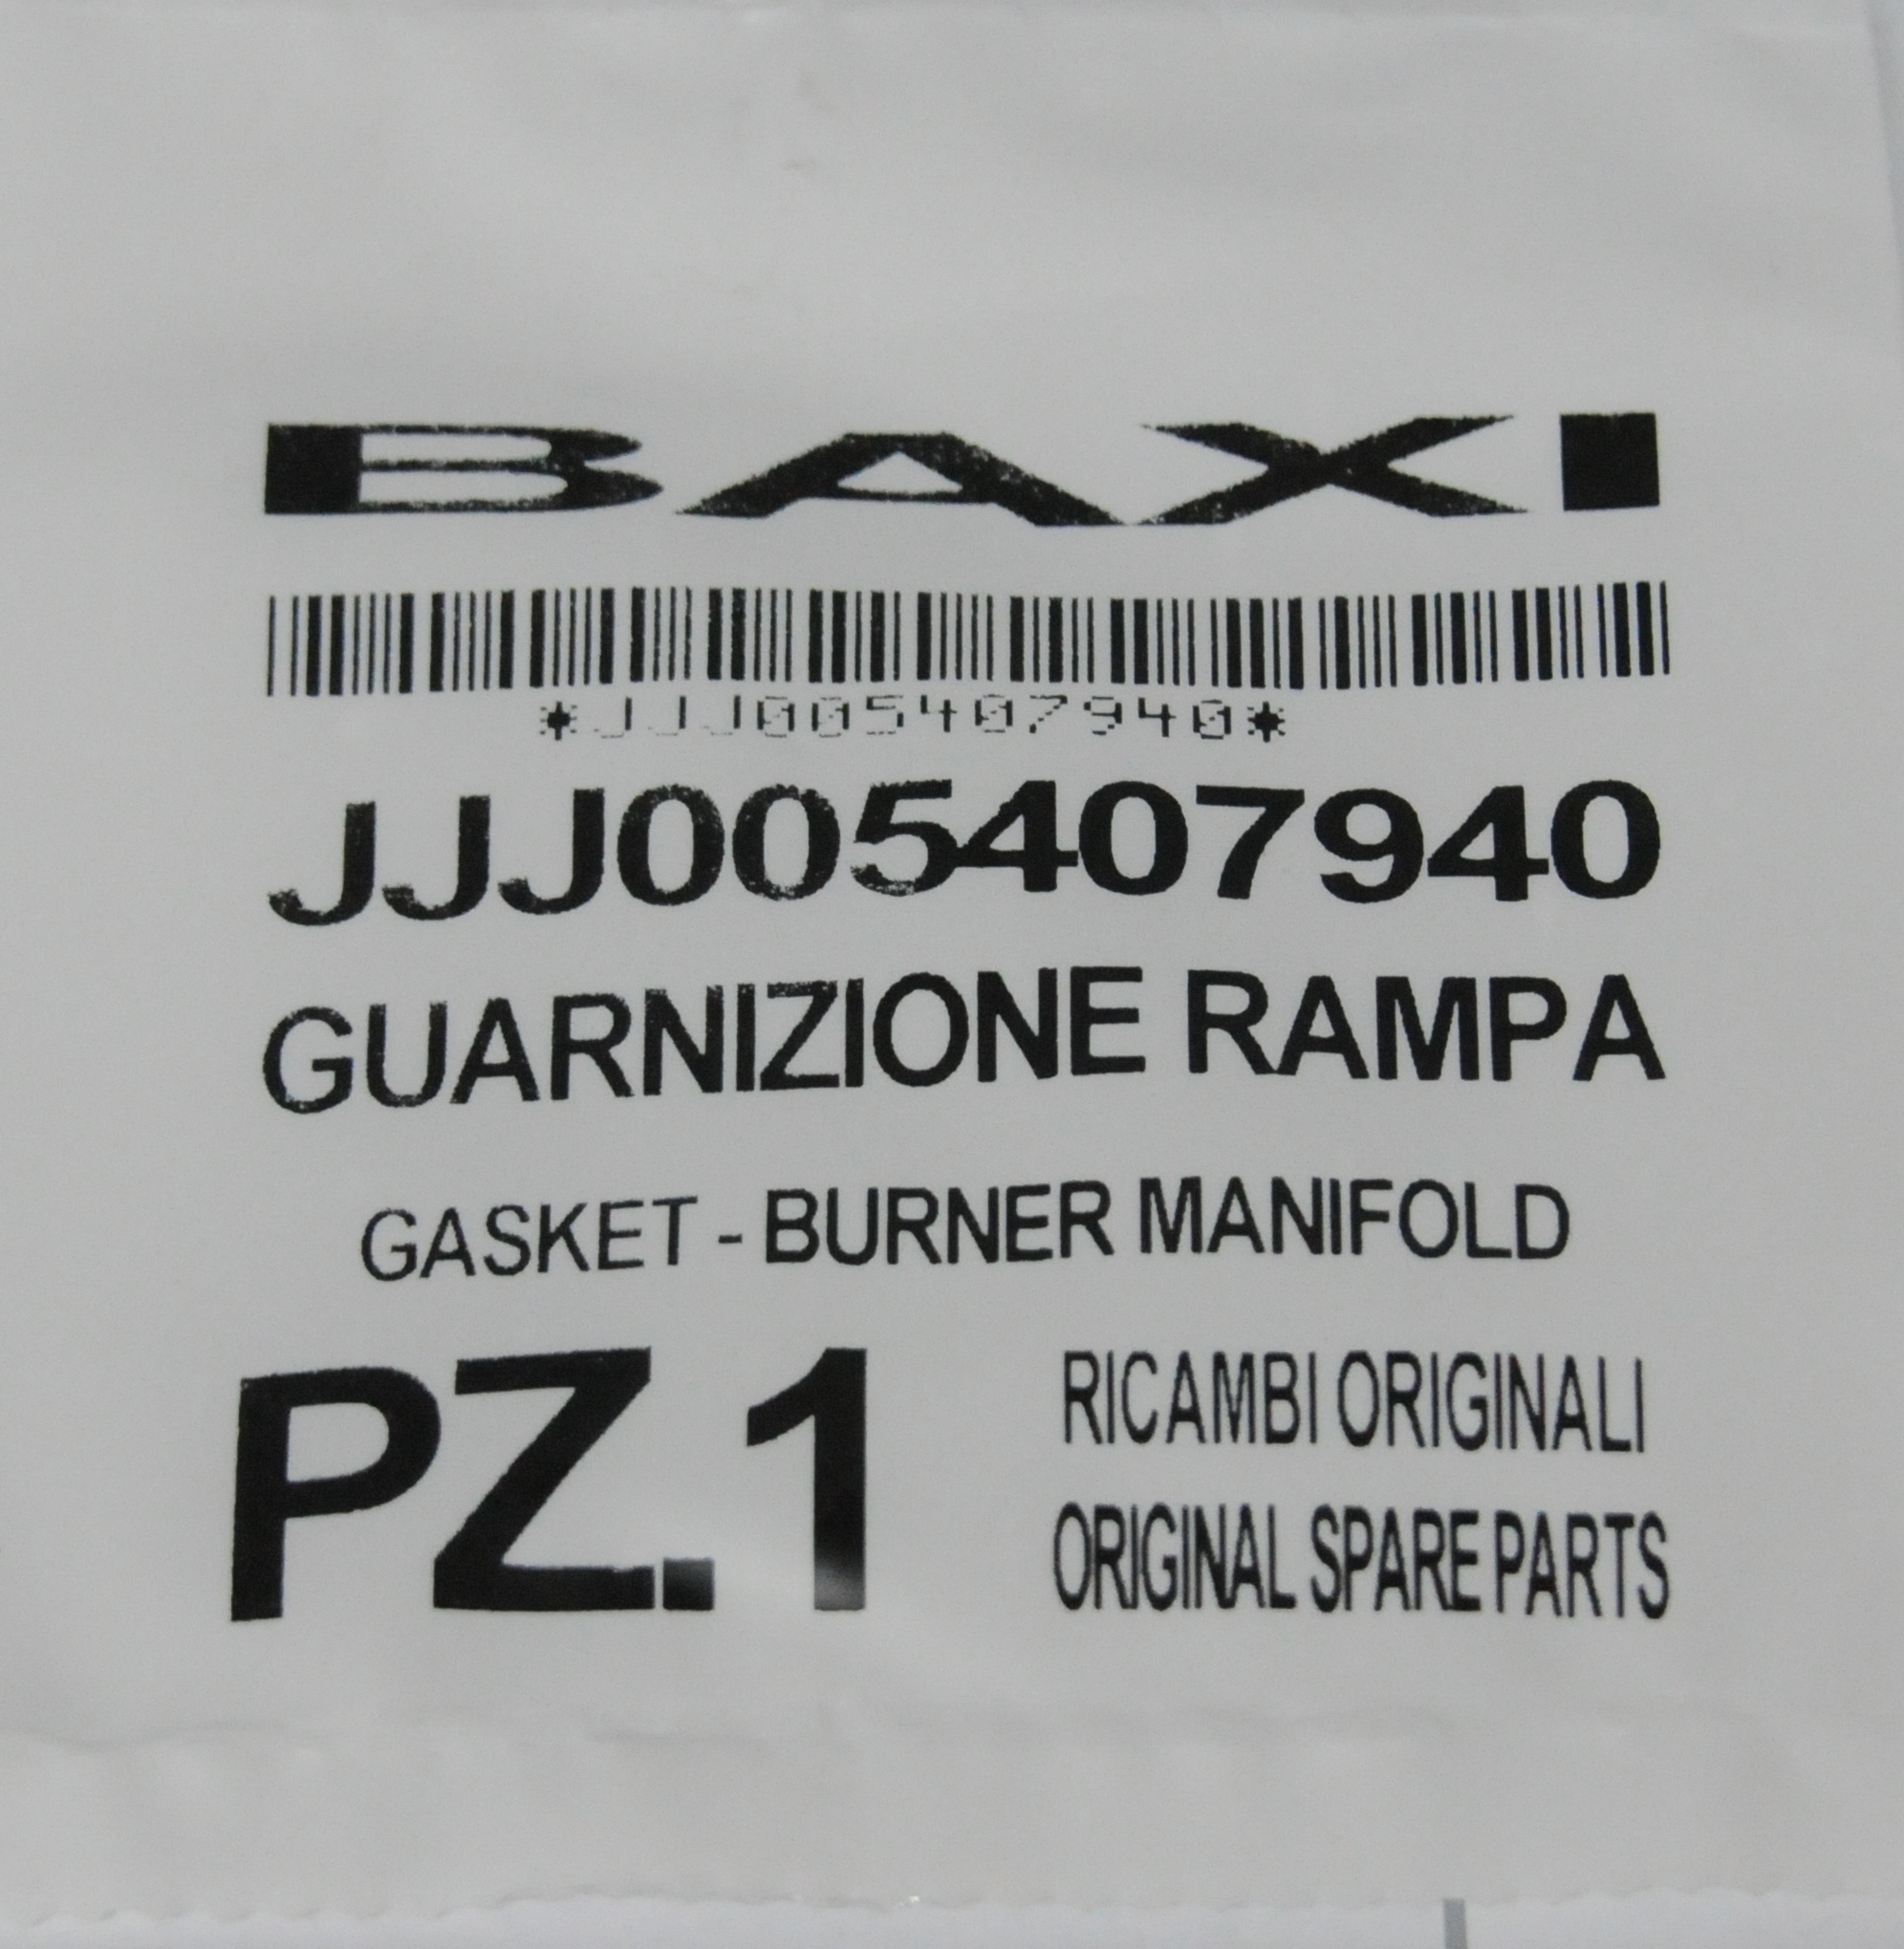 BAXI
*JJJ005407940*
JJJ005407940
GUARNIZIONE RAMPA
GASKET - BURNER MANIFOLD
PZ.1
RICAMBI ORIGINALI
ORIGINAL SPARE PARTS